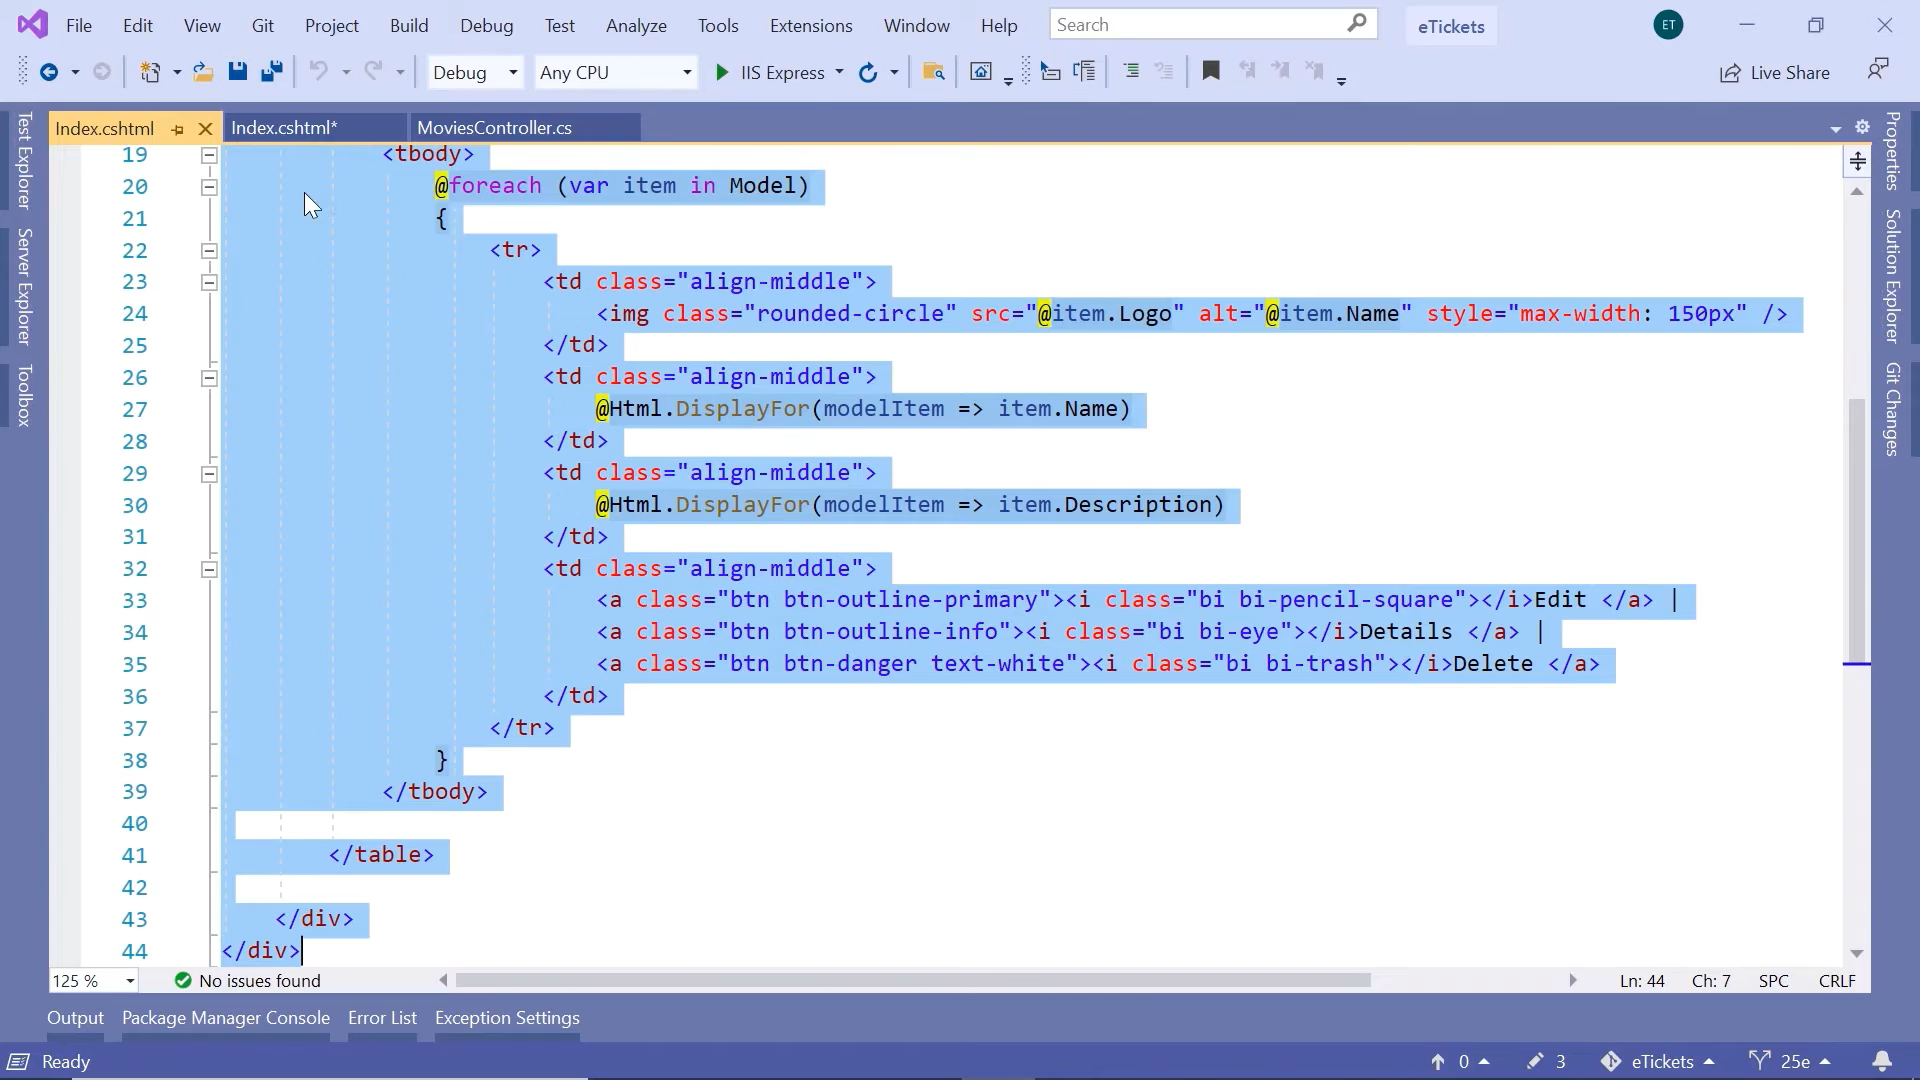 File Edit View Git Project Build Debug Test Analyze Tools Extensions Window Help Search eTickets ET
Debug Any CPU IIS Express Live Share
Index.cshtml Index.cshtml* MoviesController.cs
Test Explorer
Server Explorer
Toolbox
19 <tbody>
20 @foreach (var item in Model)
21 {
22 <tr>
23 <td class="align-middle">
24 <img class="rounded-circle" src="@item.Logo" alt="@item.Name" style="max-width: 150px" />
25 </td>
26 <td class="align-middle">
27 @Html.DisplayFor(modelItem => item.Name)
28 </td>
29 <td class="align-middle">
30 @Html.DisplayFor(modelItem => item.Description)
31 </td>
32 <td class="align-middle">
33 <a class="btn btn-outline-primary"><i class="bi bi-pencil-square"></i>Edit </a> |
34 <a class="btn btn-outline-info"><i class="bi bi-eye"></i>Details </a> |
35 <a class="btn btn-danger text-white"><i class="bi bi-trash"></i>Delete </a>
36 </td>
37 </tr>
38 }
39 </tbody>
40
41 </table>
42
43 </div>
44 </div>
Properties
Solution Explorer
Git Changes
125 % No issues found Ln: 44 Ch: 7 SPC CRLF
Output Package Manager Console Error List Exception Settings
Ready 0 3 eTickets 25e